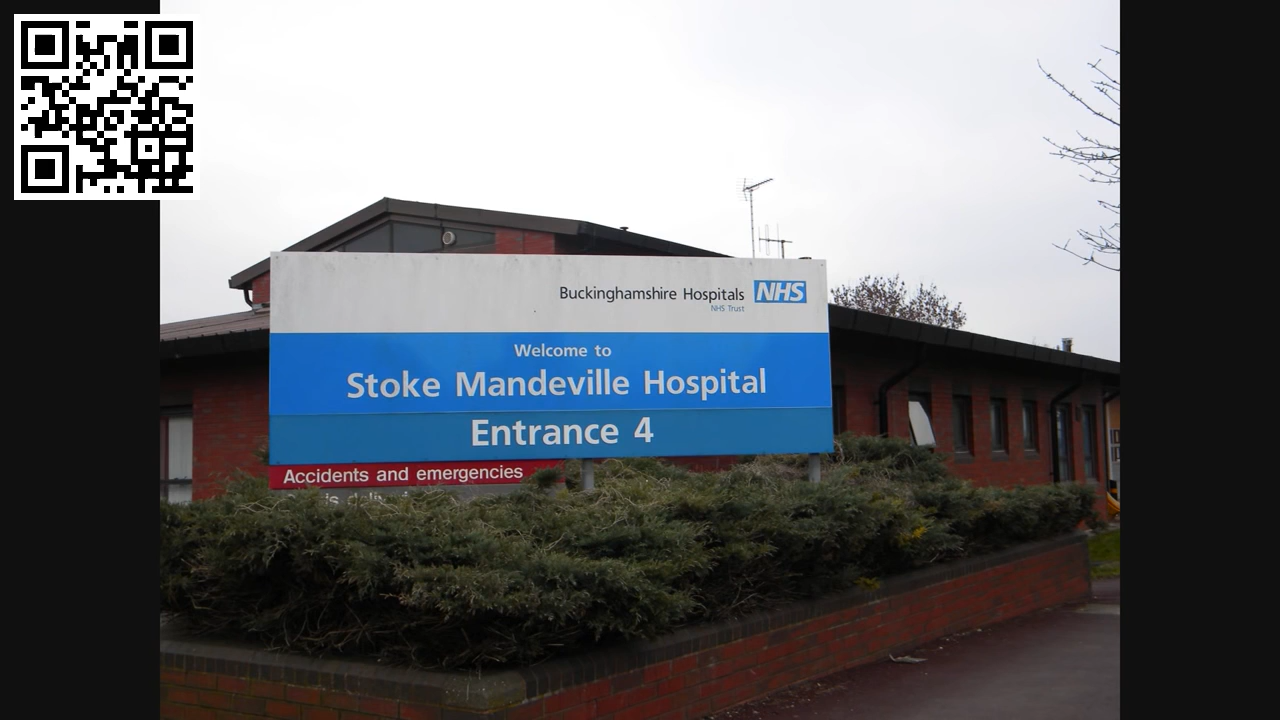 Buckinghamshire Hospitals NHS
NHS Trust
Welcome to
Stoke Mandeville Hospital
Entrance 4
Accidents and emergencies